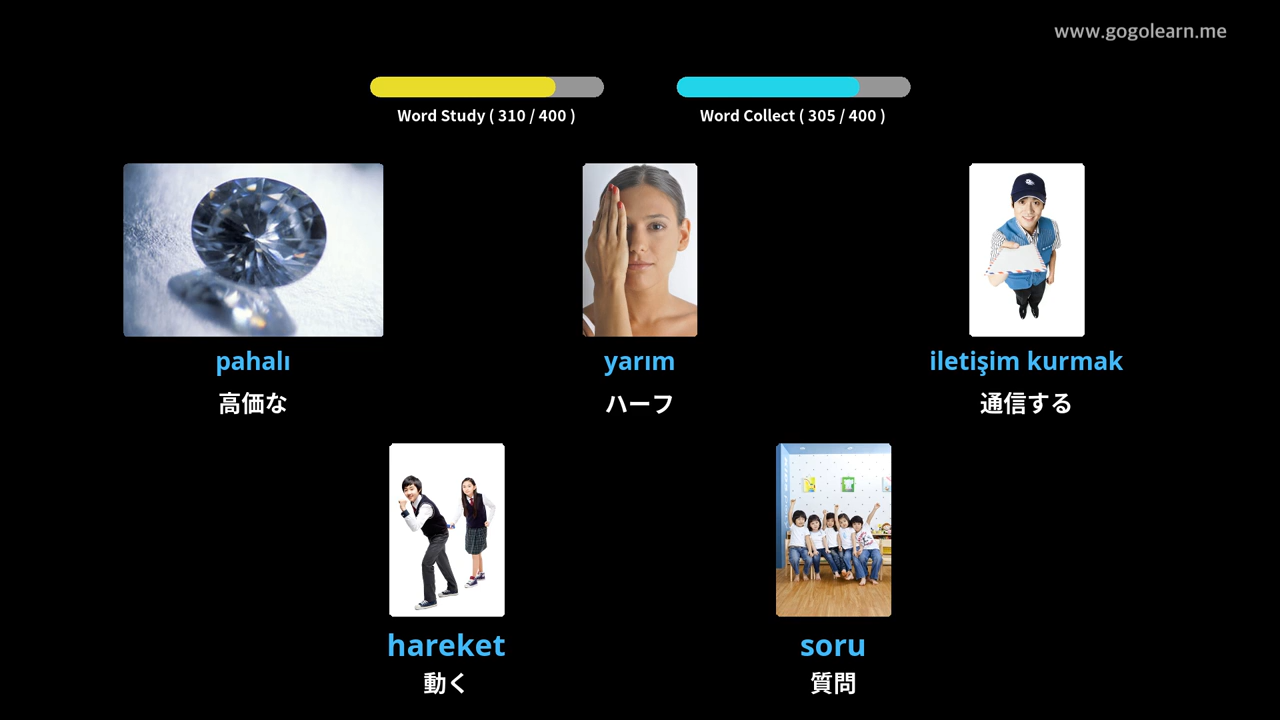 www.gogolearn.me
Word Study ( 310 / 400 )
Word Collect ( 305 / 400 )
pahalı
高価な
yarım
ハーフ
iletişim kurmak
通信する
hareket
動く
soru
質問